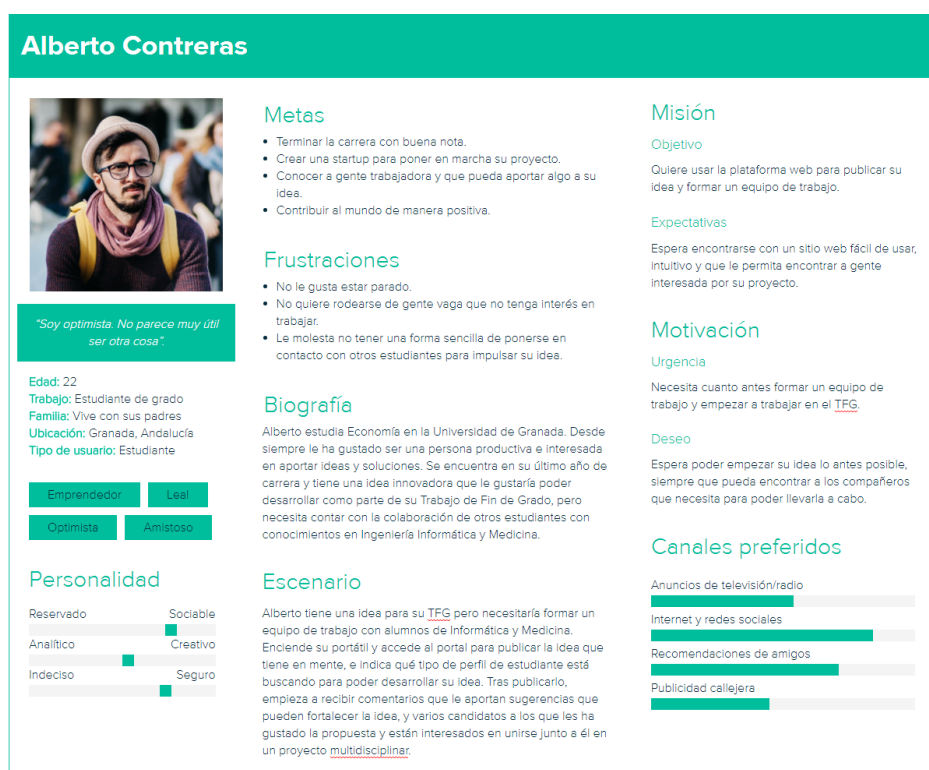 Alberto Contreras
"Soy optimista. No parece muy útil
ser otra cosa".
Edad: 22
Trabajo: Estudiante de grado
Familia: Vive con sus padres
Ubicación: Granada, Andalucía
Tipo de usuario: Estudiante
Emprendedor Leal
Optimista Amistoso
Personalidad
Reservado Sociable
Analítico Creativo
Indeciso Seguro
Metas
• Terminar la carrera con buena nota.
• Crear una startup para poner en marcha su proyecto.
• Conocer a gente trabajadora y que pueda aportar algo a su
idea.
• Contribuir al mundo de manera positiva.
Frustraciones
• No le gusta estar parado.
• No quiere rodearse de gente vaga que no tenga interés en
trabajar.
• Le molesta no tener una forma sencilla de ponerse en
contacto con otros estudiantes para impulsar su idea.
Biografía
Alberto estudia Economía en la Universidad de Granada. Desde
siempre le ha gustado ser una persona productiva e interesada
en aportar ideas y soluciones. Se encuentra en su último año de
carrera y tiene una idea innovadora que le gustaría poder
desarrollar como parte de su Trabajo de Fin de Grado, pero
necesita contar con la colaboración de otros estudiantes con
conocimientos en Ingeniería Informática y Medicina.
Escenario
Alberto tiene una idea para su TFG pero necesitaría formar un
equipo de trabajo con alumnos de Informática y Medicina.
Enciende su portátil y accede al portal para publicar la idea que
tiene en mente, e indica qué tipo de perfil de estudiante está
buscando para poder desarrollar su idea. Tras publicarlo,
empieza a recibir comentarios que le aportan sugerencias que
pueden fortalecer la idea, y varios candidatos a los que les ha
gustado la propuesta y están interesados en unirse junto a él en
un proyecto multidisciplinar.
Misión
Objetivo
Quiere usar la plataforma web para publicar su
idea y formar un equipo de trabajo.
Expectativas
Espera encontrarse con un sitio web fácil de usar,
intuitivo y que le permita encontrar a gente
interesada por su proyecto.
Motivación
Urgencia
Necesita cuanto antes formar un equipo de
trabajo y empezar a trabajar en el TFG.
Deseo
Espera poder empezar su idea lo antes posible,
siempre que pueda encontrar a los compañeros
que necesita para poder llevarla a cabo.
Canales preferidos
Anuncios de televisión/radio
Internet y redes sociales
Recomendaciones de amigos
Publicidad callejera